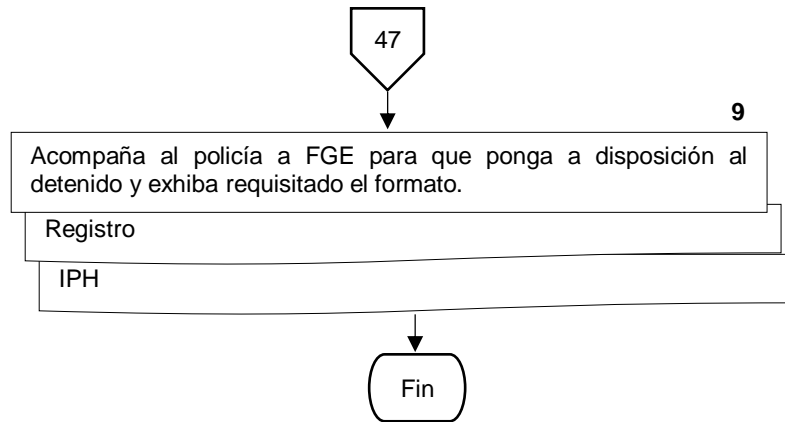 47
9
Acompaña al policía a FGE para que ponga a disposición al
detenido y exhiba requisitado el formato.
Registro
IPH
Fin